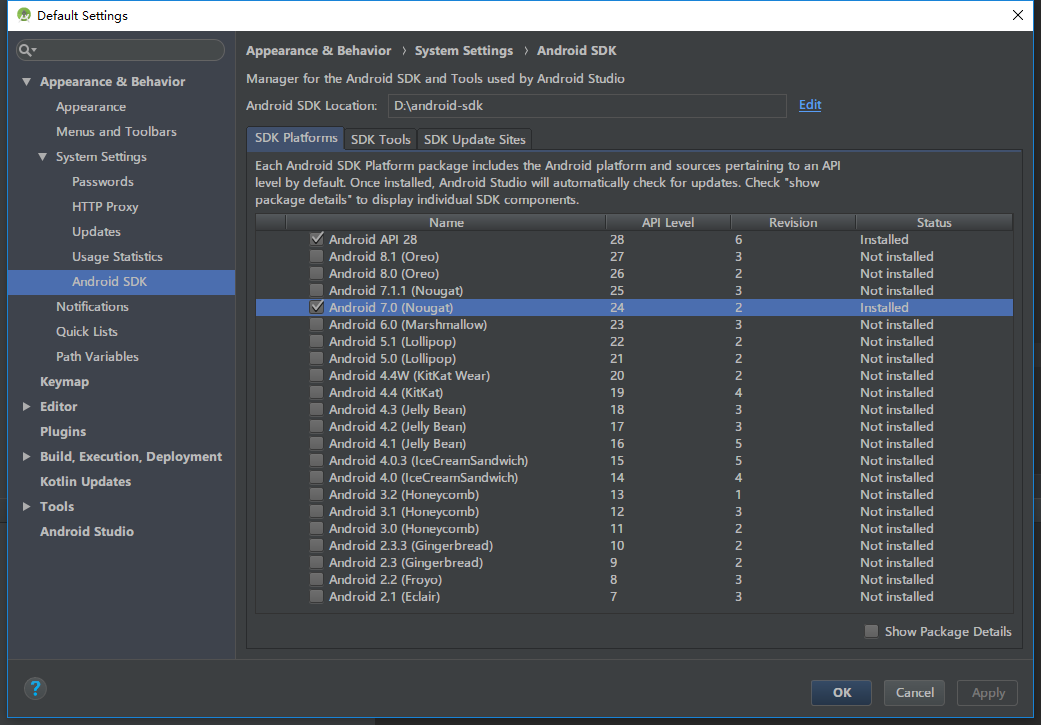 Default Settings
Appearance & Behavior
Appearance
Menus and Toolbars
System Settings
Passwords
HTTP Proxy
Updates
Usage Statistics
Android SDK
Notifications
Quick Lists
Path Variables
Keymap
Editor
Plugins
Build, Execution, Deployment
Kotlin Updates
Tools
Android Studio
Appearance & Behavior › System Settings › Android SDK
Manager for the Android SDK and Tools used by Android Studio
Android SDK Location: D:\android-sdk Edit
SDK Platforms SDK Tools SDK Update Sites
Each Android SDK Platform package includes the Android platform and sources pertaining to an API
level by default. Once installed, Android Studio will automatically check for updates. Check "show
package details" to display individual SDK components.
Name API Level Revision Status
Android API 28 28 6 Installed
Android 8.1 (Oreo) 27 3 Not installed
Android 8.0 (Oreo) 26 2 Not installed
Android 7.1.1 (Nougat) 25 3 Not installed
Android 7.0 (Nougat) 24 2 Installed
Android 6.0 (Marshmallow) 23 3 Not installed
Android 5.1 (Lollipop) 22 2 Not installed
Android 5.0 (Lollipop) 21 2 Not installed
Android 4.4W (KitKat Wear) 20 2 Not installed
Android 4.4 (KitKat) 19 4 Not installed
Android 4.3 (Jelly Bean) 18 3 Not installed
Android 4.2 (Jelly Bean) 17 3 Not installed
Android 4.1 (Jelly Bean) 16 5 Not installed
Android 4.0.3 (IceCreamSandwich) 15 5 Not installed
Android 4.0 (IceCreamSandwich) 14 4 Not installed
Android 3.2 (Honeycomb) 13 1 Not installed
Android 3.1 (Honeycomb) 12 3 Not installed
Android 3.0 (Honeycomb) 11 2 Not installed
Android 2.3.3 (Gingerbread) 10 2 Not installed
Android 2.3 (Gingerbread) 9 2 Not installed
Android 2.2 (Froyo) 8 3 Not installed
Android 2.1 (Eclair) 7 3 Not installed
Show Package Details
? OK Cancel Apply